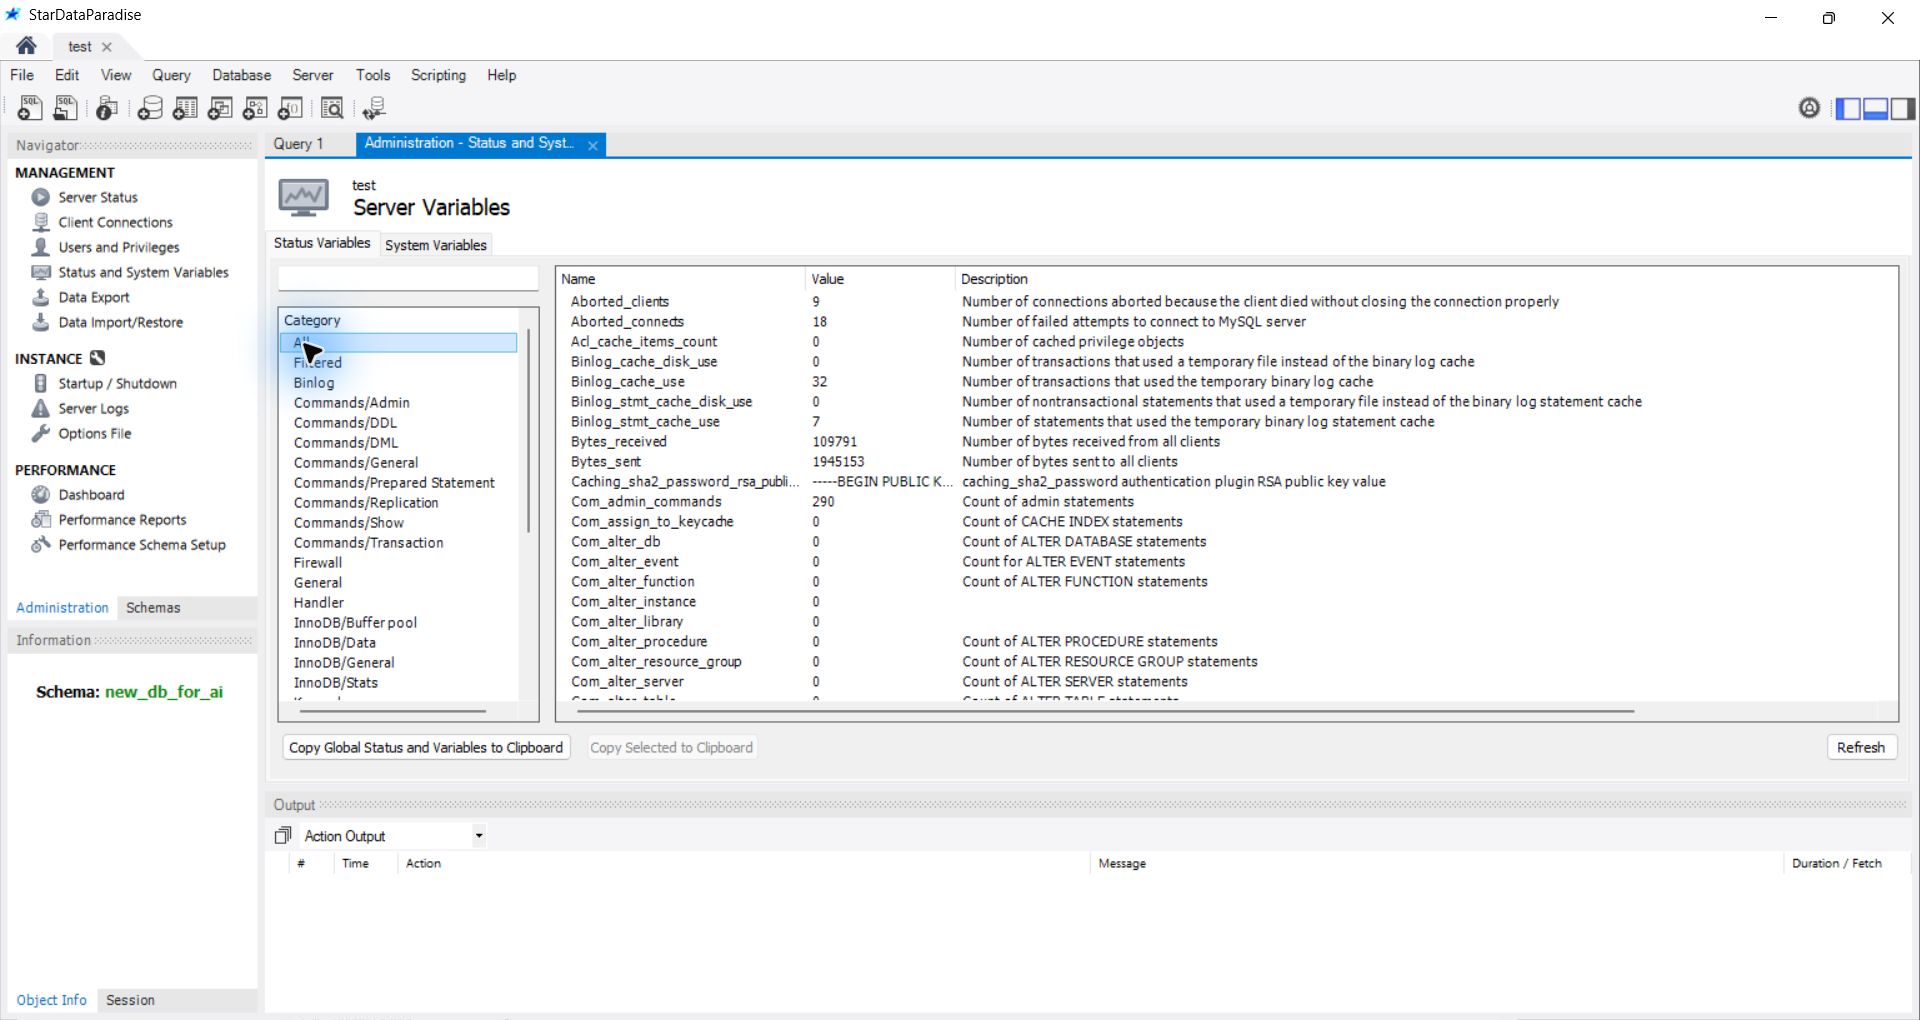 StarDataParadise
test
File Edit View Query Database Server Tools Scripting Help
Navigator
MANAGEMENT
Server Status
Client Connections
Users and Privileges
Status and System Variables
Data Export
Data Import/Restore
INSTANCE
Startup / Shutdown
Server Logs
Options File
PERFORMANCE
Dashboard
Performance Reports
Performance Schema Setup
Administration Schemas
Information
Schema: new_db_for_ai
Object Info Session
Query 1 Administration - Status and Syst...
test
Server Variables
Status Variables System Variables
Category
Filtered
Binlog
Commands/Admin
Commands/DDL
Commands/DML
Commands/General
Commands/Prepared Statement
Commands/Replication
Commands/Show
Commands/Transaction
Firewall
General
Handler
InnoDB/Buffer pool
InnoDB/Data
InnoDB/General
InnoDB/Stats
Name Value Description
Aborted_clients 9 Number of connections aborted because the client died without closing the connection properly
Aborted_connects 18 Number of failed attempts to connect to MySQL server
Acl_cache_items_count 0 Number of cached privilege objects
Binlog_cache_disk_use 0 Number of transactions that used a temporary file instead of the binary log cache
Binlog_cache_use 32 Number of transactions that used the temporary binary log cache
Binlog_stmt_cache_disk_use 0 Number of nontransactional statements that used a temporary file instead of the binary log statement cache
Binlog_stmt_cache_use 7 Number of statements that used the temporary binary log statement cache
Bytes_received 109791 Number of bytes received from all clients
Bytes_sent 1945153 Number of bytes sent to all clients
Caching_sha2_password_rsa_publi... -----BEGIN PUBLIC K... caching_sha2_password authentication plugin RSA public key value
Com_admin_commands 290 Count of admin statements
Com_assign_to_keycache 0 Count of CACHE INDEX statements
Com_alter_db 0 Count of ALTER DATABASE statements
Com_alter_event 0 Count for ALTER EVENT statements
Com_alter_function 0 Count of ALTER FUNCTION statements
Com_alter_instance 0
Com_alter_library 0
Com_alter_procedure 0 Count of ALTER PROCEDURE statements
Com_alter_resource_group 0 Count of ALTER RESOURCE GROUP statements
Com_alter_server 0 Count of ALTER SERVER statements
Com_alter_table 0 Count of ALTER TABLE statements
Copy Global Status and Variables to Clipboard Copy Selected to Clipboard Refresh
Output
Action Output
# Time Action Message Duration / Fetch